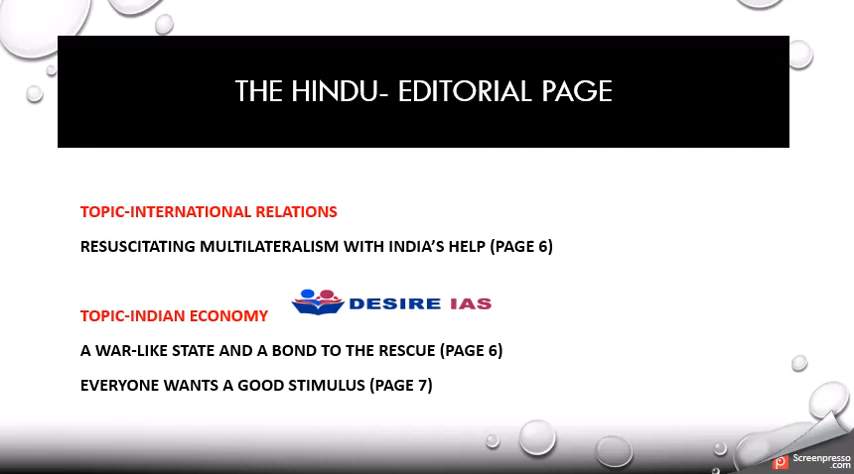 THE HINDU- EDITORIAL PAGE
TOPIC-INTERNATIONAL RELATIONS
RESUSCITATING MULTILATERALISM WITH INDIA’S HELP (PAGE 6)
DESIRE IAS
TOPIC-INDIAN ECONOMY
A WAR-LIKE STATE AND A BOND TO THE RESCUE (PAGE 6)
EVERYONE WANTS A GOOD STIMULUS (PAGE 7)
Screenpresso
.com